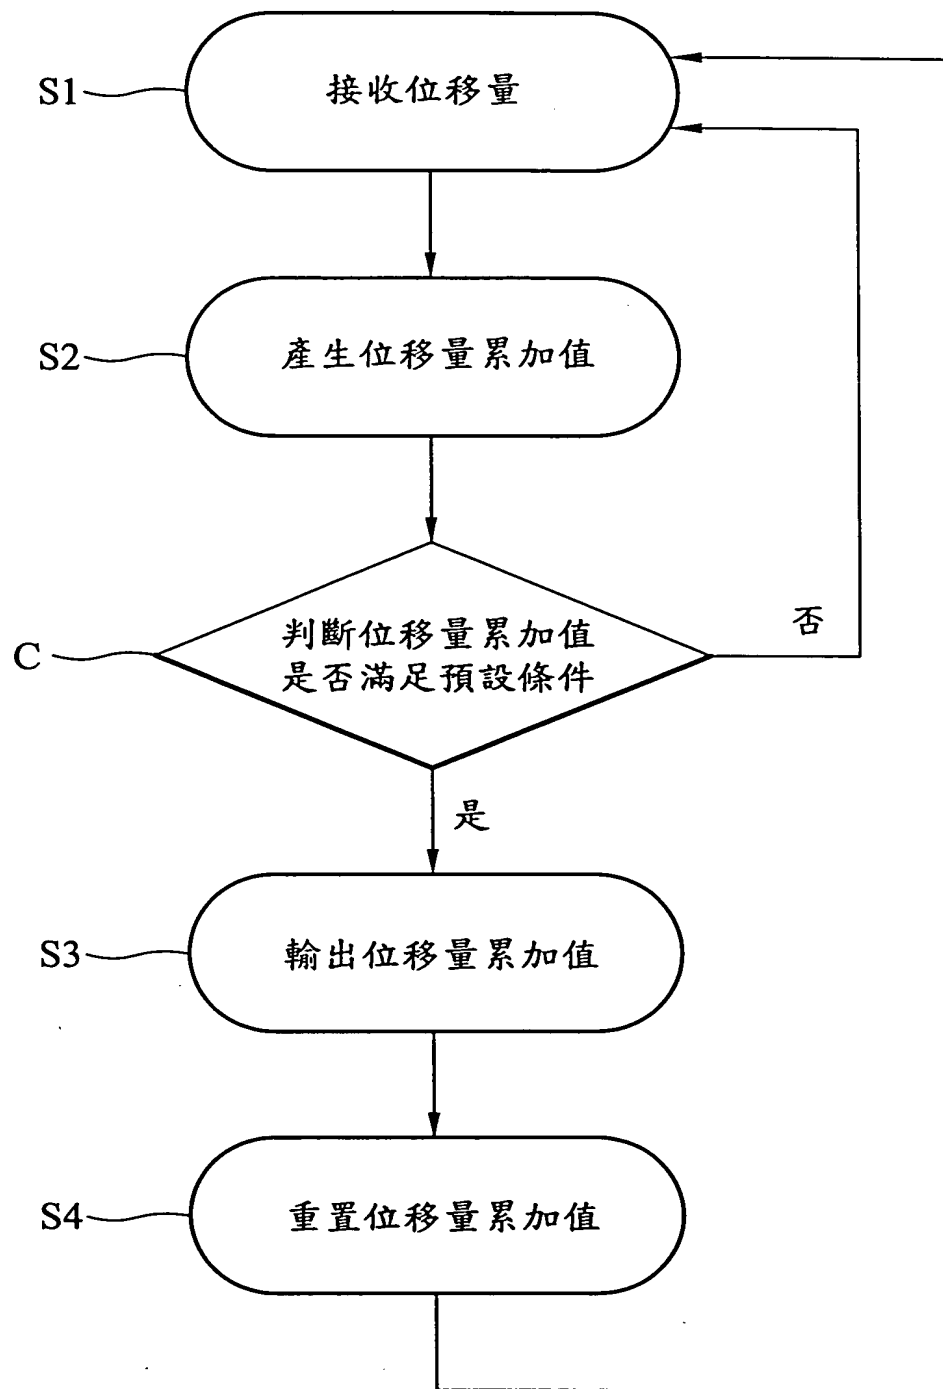 S1
接收位移量
S2
產生位移量累加值
C
判斷位移量累加值
是否滿足預設條件
否
是
S3
輸出位移量累加值
S4
重置位移量累加值